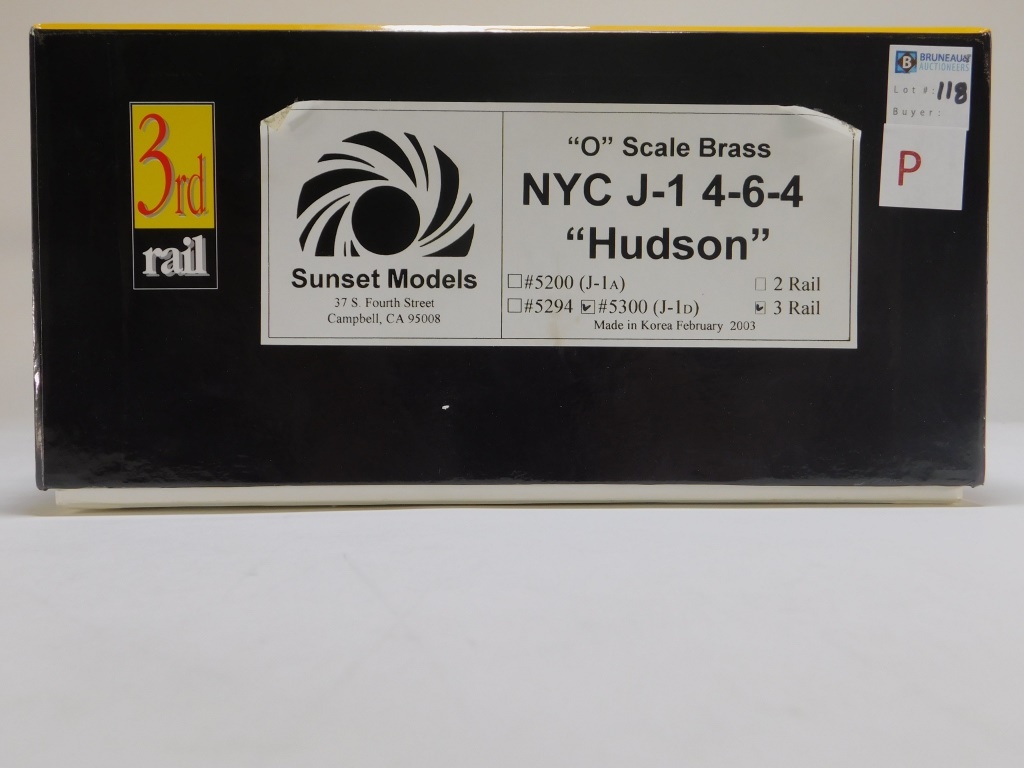 3rd
rail
Sunset Models
37 S. Fourth Street
Campbell, CA 95008
"O" Scale Brass
NYC J-1 4-6-4
"Hudson"
#5200 (J-1A) 2 Rail
#5294 #5300 (J-1D) 3 Rail
Made in Korea February 2003
B BRUNEAU&
AUCTIONEERS
Lot #: 118
Buyer:
P